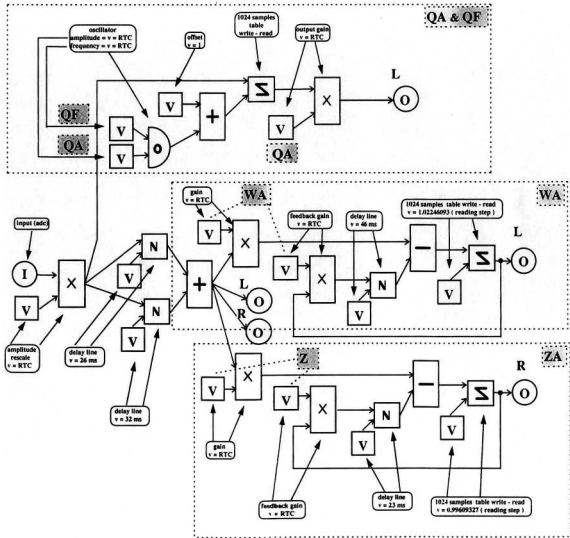 QA & QF
oscillator
amplitude = v = RTC
frequency = v = RTC
offset
v = 1
1024 samples
table
write - read
output gain
v = RTC
L
Σ
V
X
O
QF
V
+
V
O
QA
V
QA
WA
WA
gain
v = RTC
1024 samples table write - read
v = 1.02246093 ( reading step )
feedback gain
v = RTC
delay line
v = 46 ms
L
input (adc)
V
X
N
−
Σ
O
V
I
X
V
+
L
O
X
N
V
V
N
R
O
V
V
amplitude
rescale
v = RTC
delay line
v = 26 ms
Z
ZA
R
X
−
V
V
X
N
Σ
O
delay line
v = 32 ms
V
V
gain
v = RTC
feedback gain
v = RTC
delay line
v = 23 ms
1024 samples table write - read
v = 0.99609327 ( reading step )